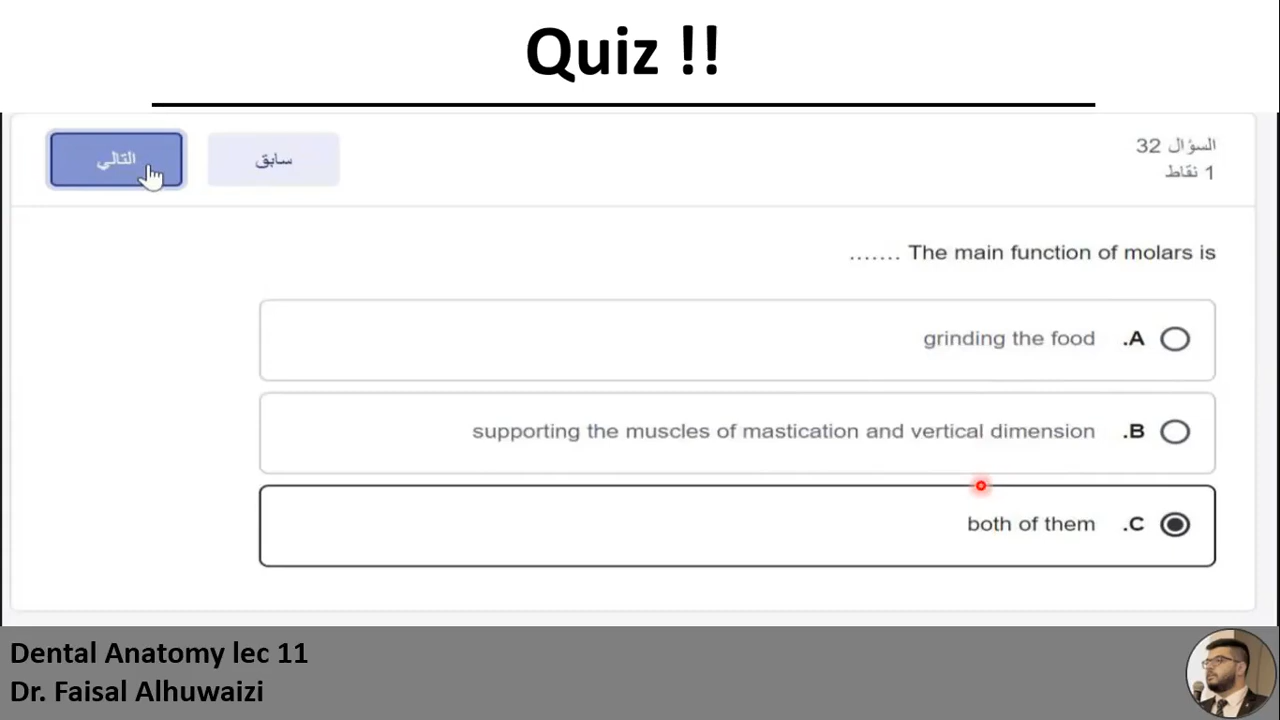 Quiz !!
السؤال 32
1 نقاط
سابق
التالي
....... The main function of molars is
grinding the food .A
supporting the muscles of mastication and vertical dimension .B
both of them .C
Dental Anatomy lec 11
Dr. Faisal Alhuwaizi